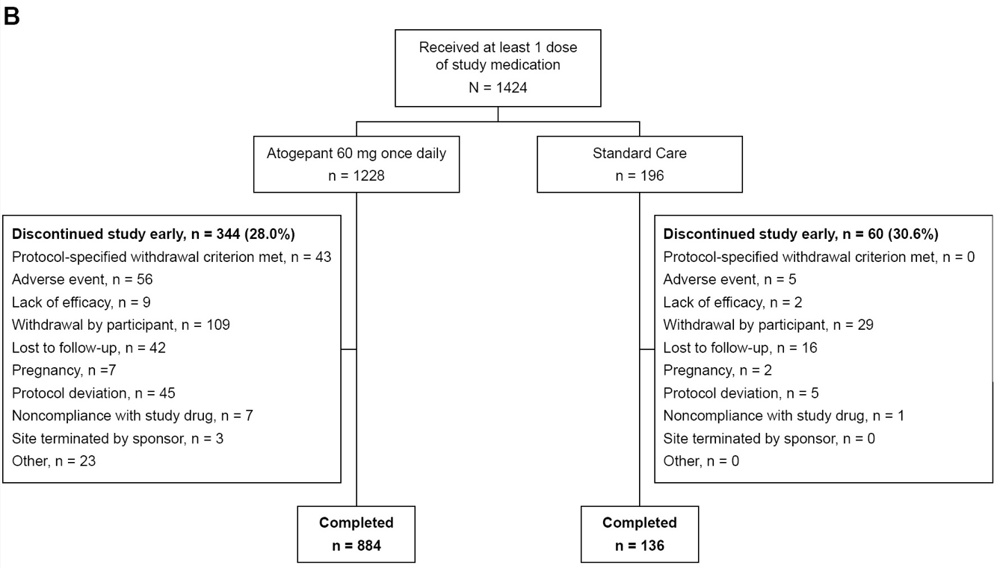 B
Received at least 1 dose
of study medication
N = 1424
Atogepant 60 mg once daily
n = 1228
Standard Care
n = 196
Discontinued study early, n = 344 (28.0%)
Protocol-specified withdrawal criterion met, n = 43
Adverse event, n = 56
Lack of efficacy, n = 9
Withdrawal by participant, n = 109
Lost to follow-up, n = 42
Pregnancy, n =7
Protocol deviation, n = 45
Noncompliance with study drug, n = 7
Site terminated by sponsor, n = 3
Other, n = 23
Discontinued study early, n = 60 (30.6%)
Protocol-specified withdrawal criterion met, n = 0
Adverse event, n = 5
Lack of efficacy, n = 2
Withdrawal by participant, n = 29
Lost to follow-up, n = 16
Pregnancy, n = 2
Protocol deviation, n = 5
Noncompliance with study drug, n = 1
Site terminated by sponsor, n = 0
Other, n = 0
Completed
n = 884
Completed
n = 136